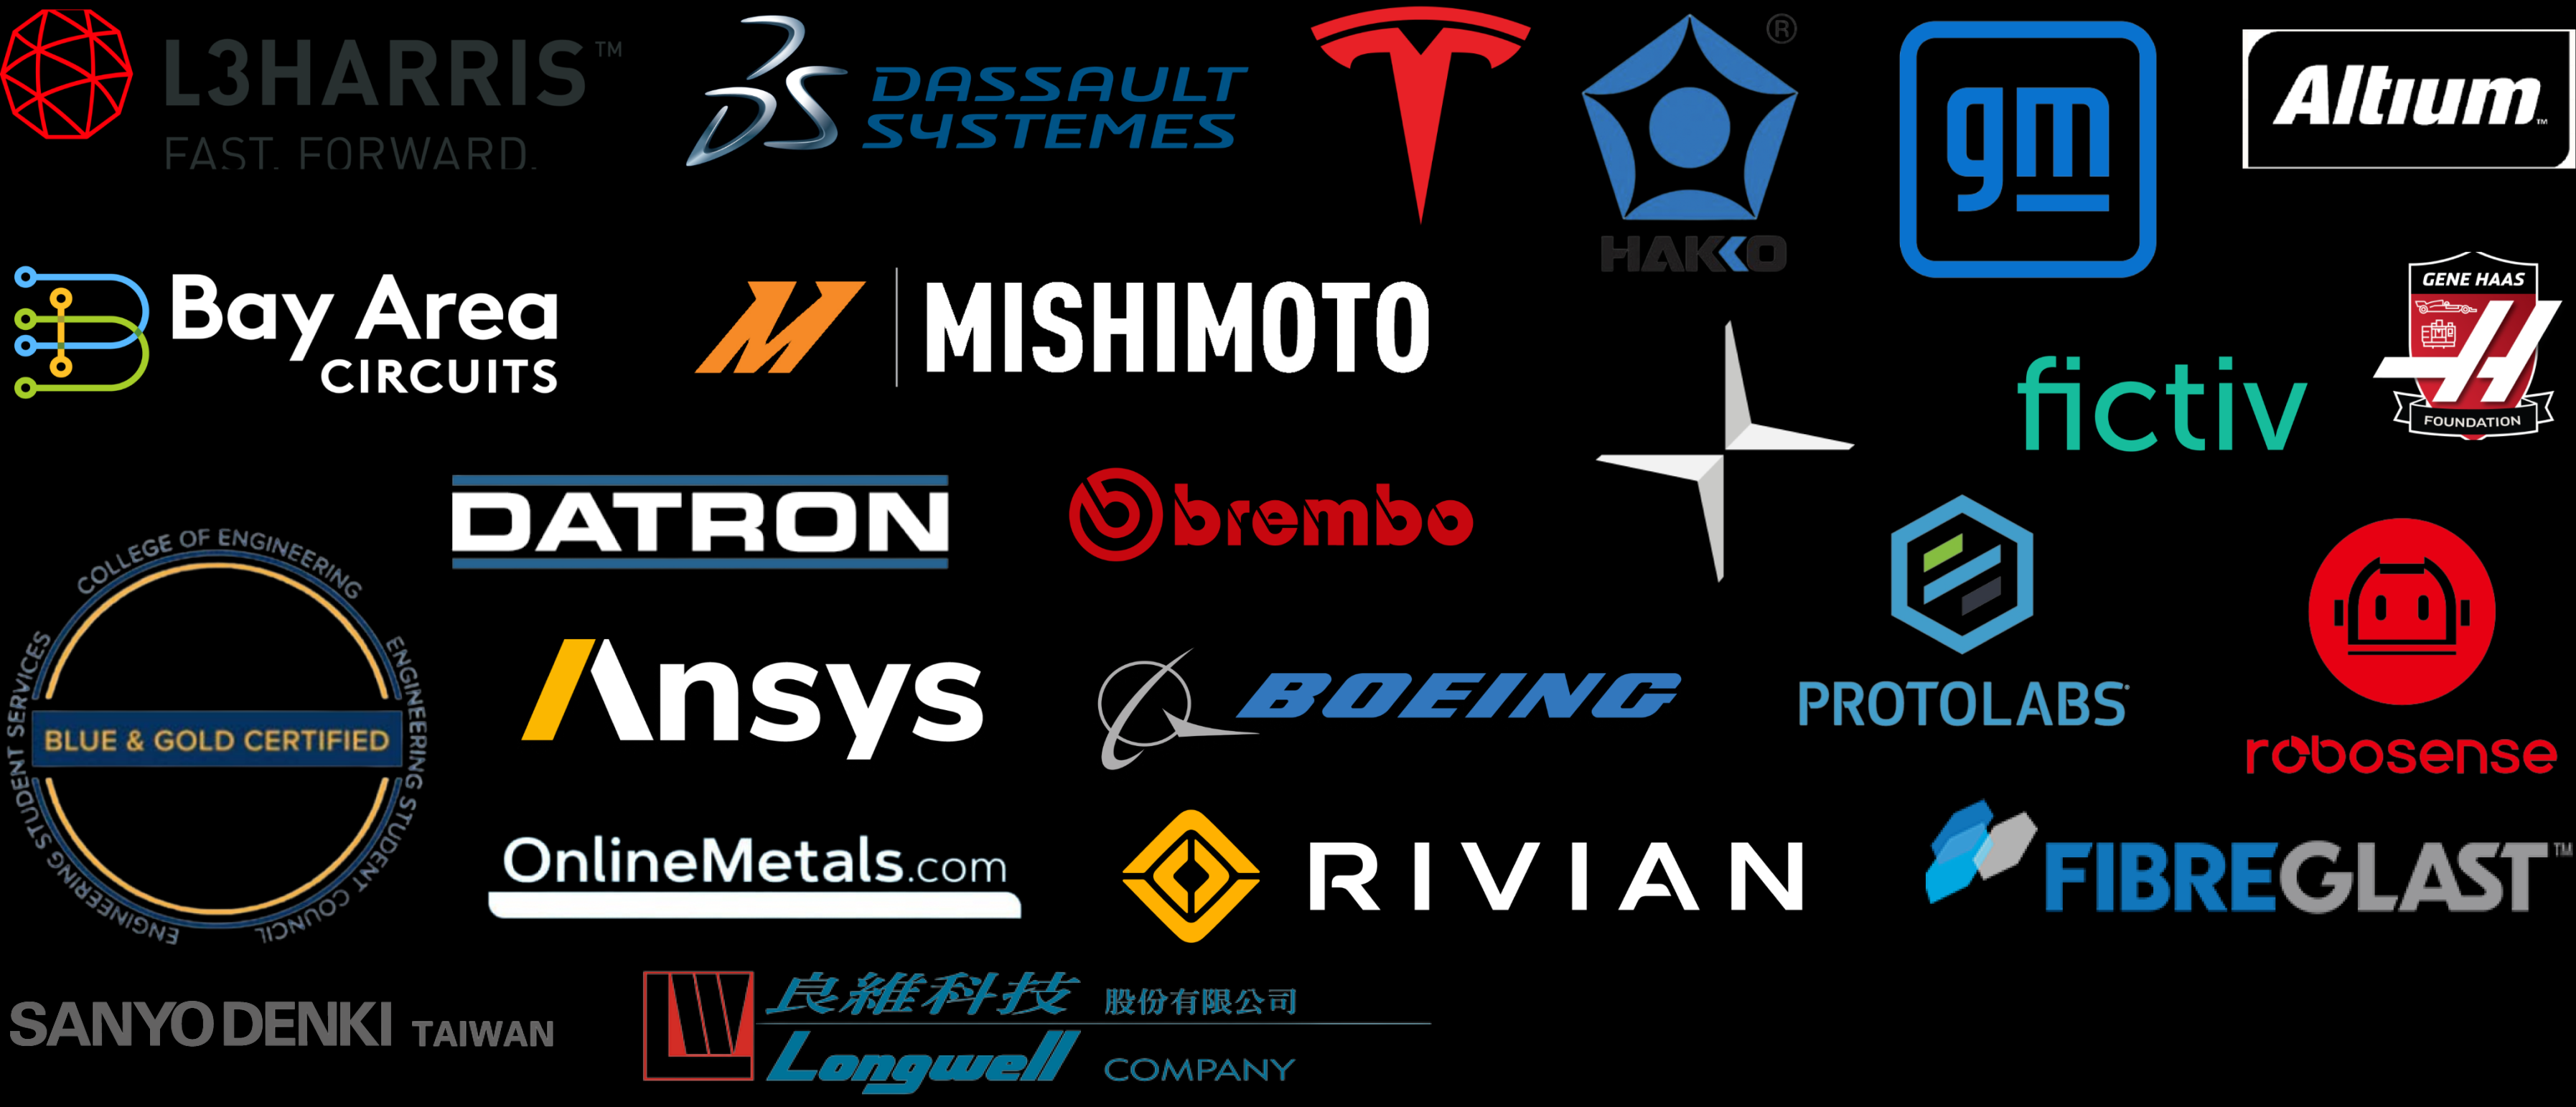 L3HARRIS™
FAST. FORWARD.
DASSAULT
SYSTEMES
HAKKO
®
gm
Altium™
Bay Area
CIRCUITS
MISHIMOTO
fictiv
GENE HAAS
FOUNDATION
DATRON
brembo
COLLEGE OF ENGINEERING
ENGINEERING STUDENT COUNCIL
ENGINEERING STUDENT SERVICES
BLUE & GOLD CERTIFIED
Ansys
BOEING
PROTOLABS
robosense
OnlineMetals.com
RIVIAN
FIBREGLAST™
SANYO DENKI TAIWAN
良維科技 股份有限公司
Longwell COMPANY